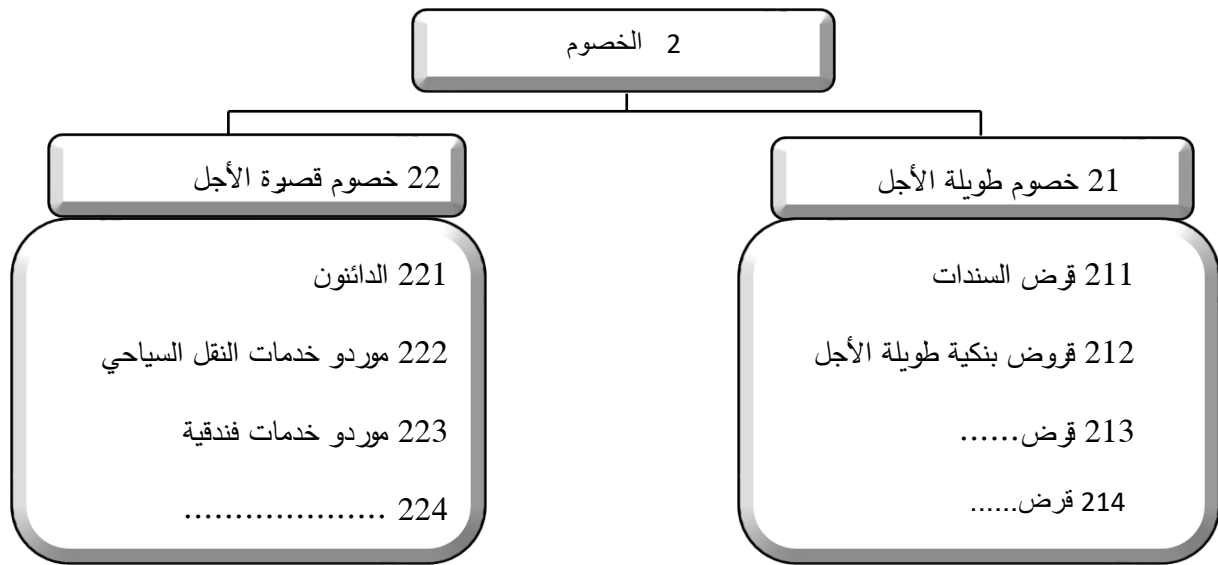 2 الخصوم
21 خصوم طويلة الأجل
211 قرض السندات
212 قروض بنكية طويلة الأجل
213 قرض......
214 قرض......
22 خصوم قصيرة الأجل
221 الدائنون
222 موردو خدمات النقل السياحي
223 موردو خدمات فندقية
224 ....................